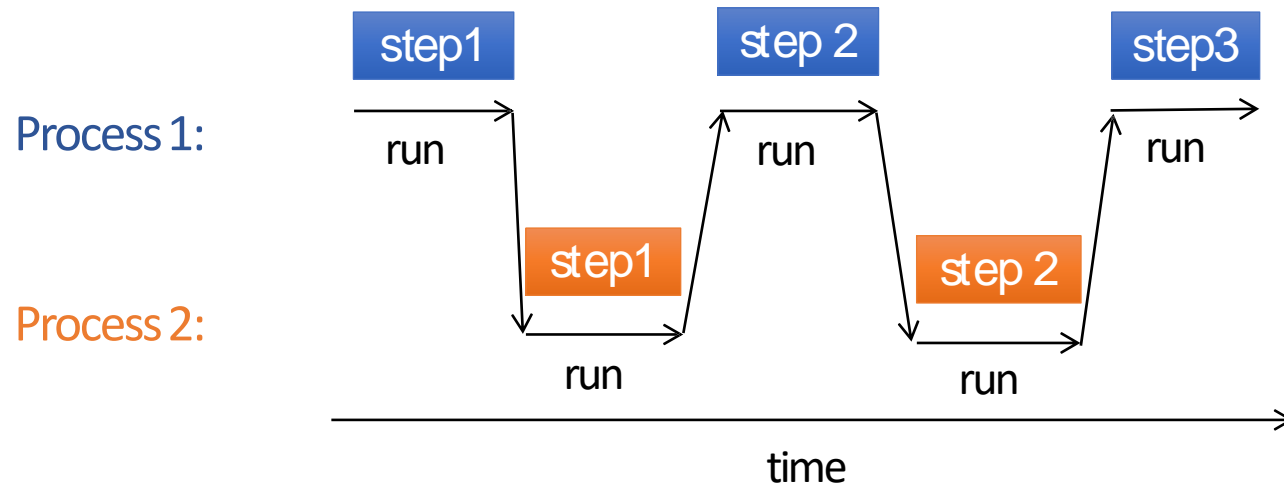 step1
step 2
step3
Process 1:
run
run
run
step1
step 2
Process 2:
run
run
time